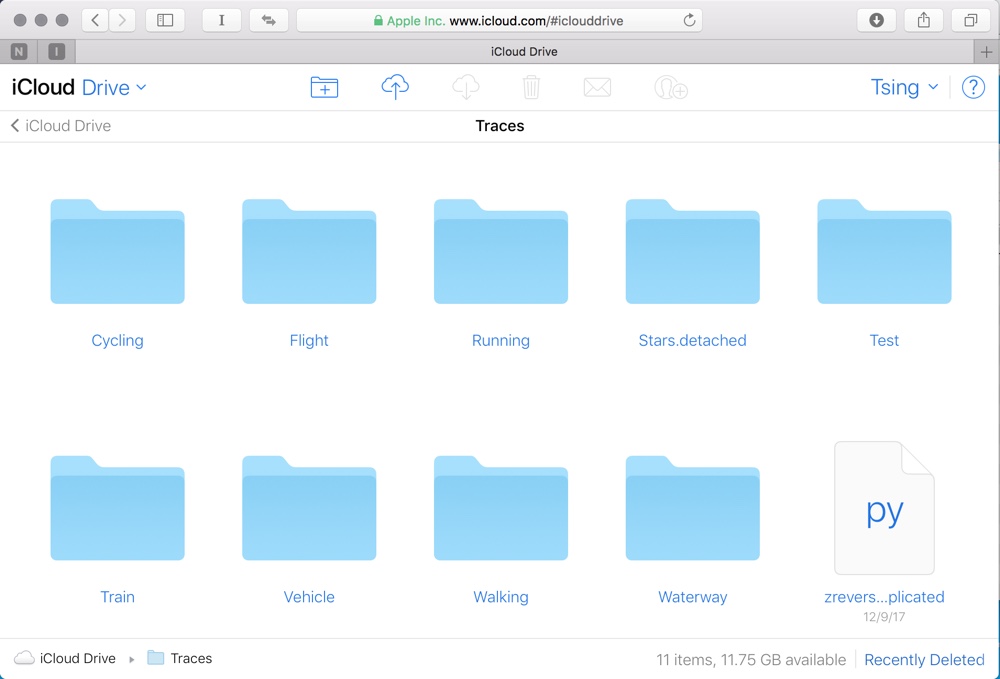 Apple Inc. www.icloud.com/#iclouddrive
N I iCloud Drive
iCloud Drive Tsing ?
iCloud Drive Traces
Cycling Flight Running Stars.detached Test
py
Train Vehicle Walking Waterway zrevers...plicated
12/9/17
iCloud Drive Traces 11 items, 11.75 GB available Recently Deleted